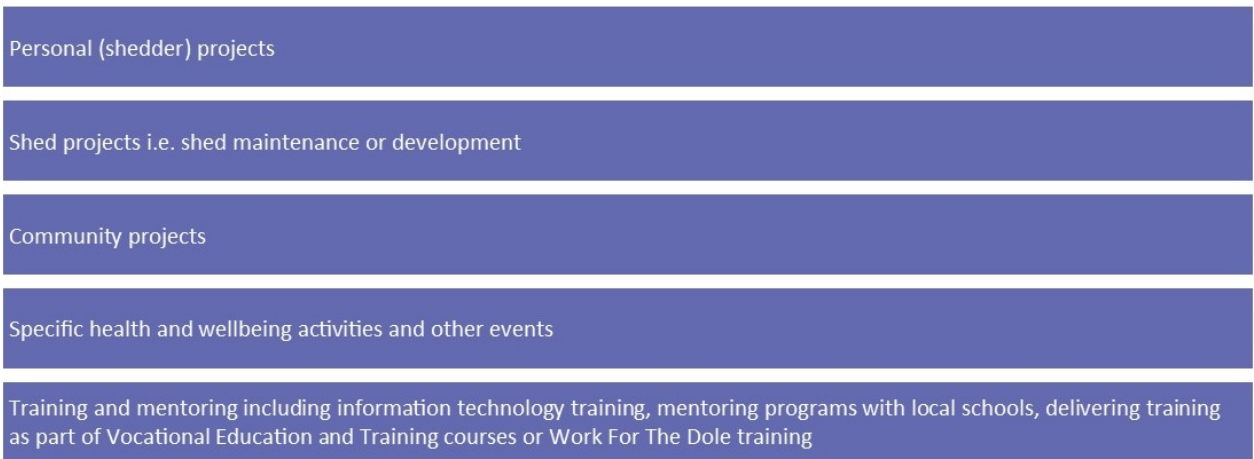 Personal (shedder) projects
Shed projects i.e. shed maintenance or development
Community projects
Specific health and wellbeing activities and other events
Training and mentoring including information technology training, mentoring programs with local schools, delivering training
as part of Vocational Education and Training courses or Work For The Dole training